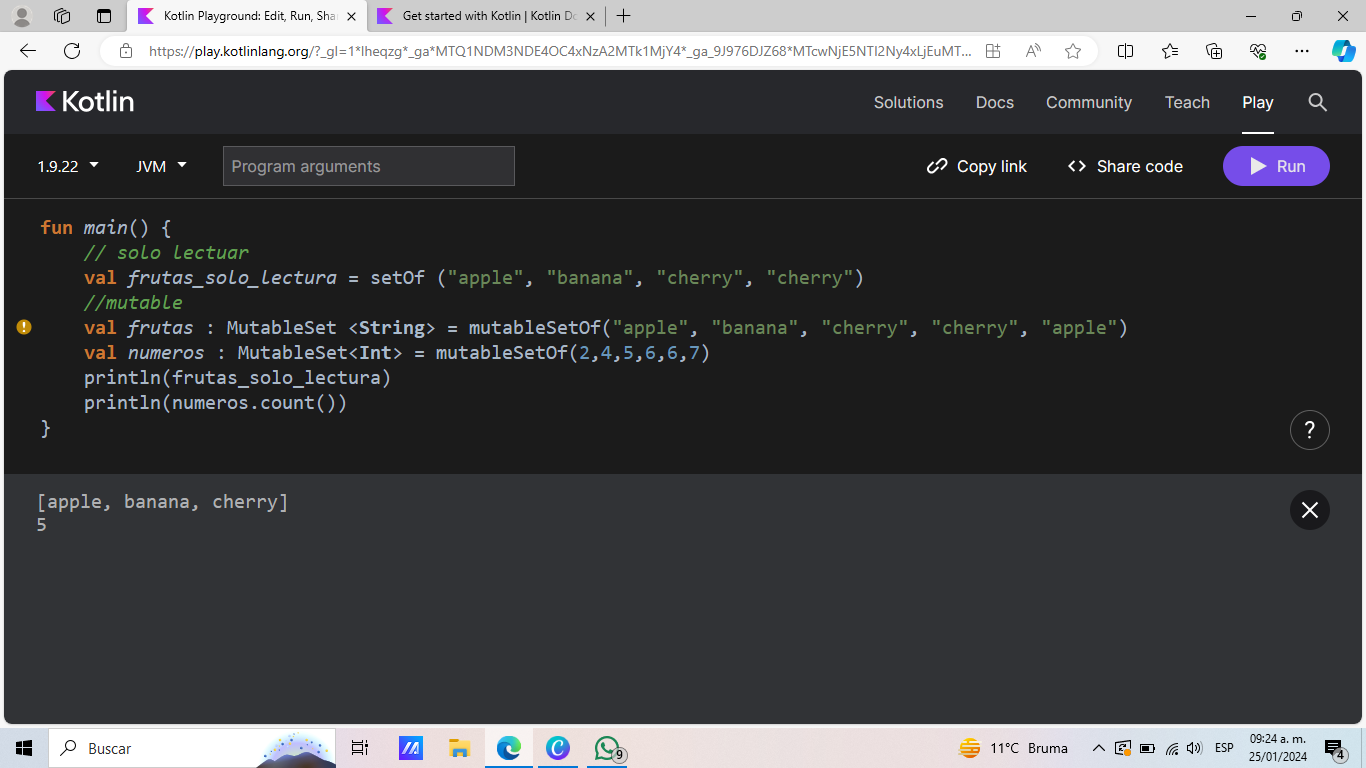 Kotlin Playground: Edit, Run, Shar
Get started with Kotlin | Kotlin Do
https://play.kotlinlang.org/?_gl=1*lheqzg*_ga*MTQ1NDM3NDE4OC4xNzA2MTk1MjY4*_ga_9J976DJZ68*MTcwNjE5NTI2Ny4xLjEuMT...
Kotlin
Solutions Docs Community Teach Play
1.9.22 JVM Program arguments Copy link Share code Run
fun main() {
    // solo lectuar
    val frutas_solo_lectura = setOf ("apple", "banana", "cherry", "cherry")
    //mutable
    val frutas : MutableSet <String> = mutableSetOf("apple", "banana", "cherry", "cherry", "apple")
    val numeros : MutableSet<Int> = mutableSetOf(2,4,5,6,6,7)
    println(frutas_solo_lectura)
    println(numeros.count())
}
?
[apple, banana, cherry]
5
Buscar 9 11°C Bruma ESP 09:24 a. m.
25/01/2024 4